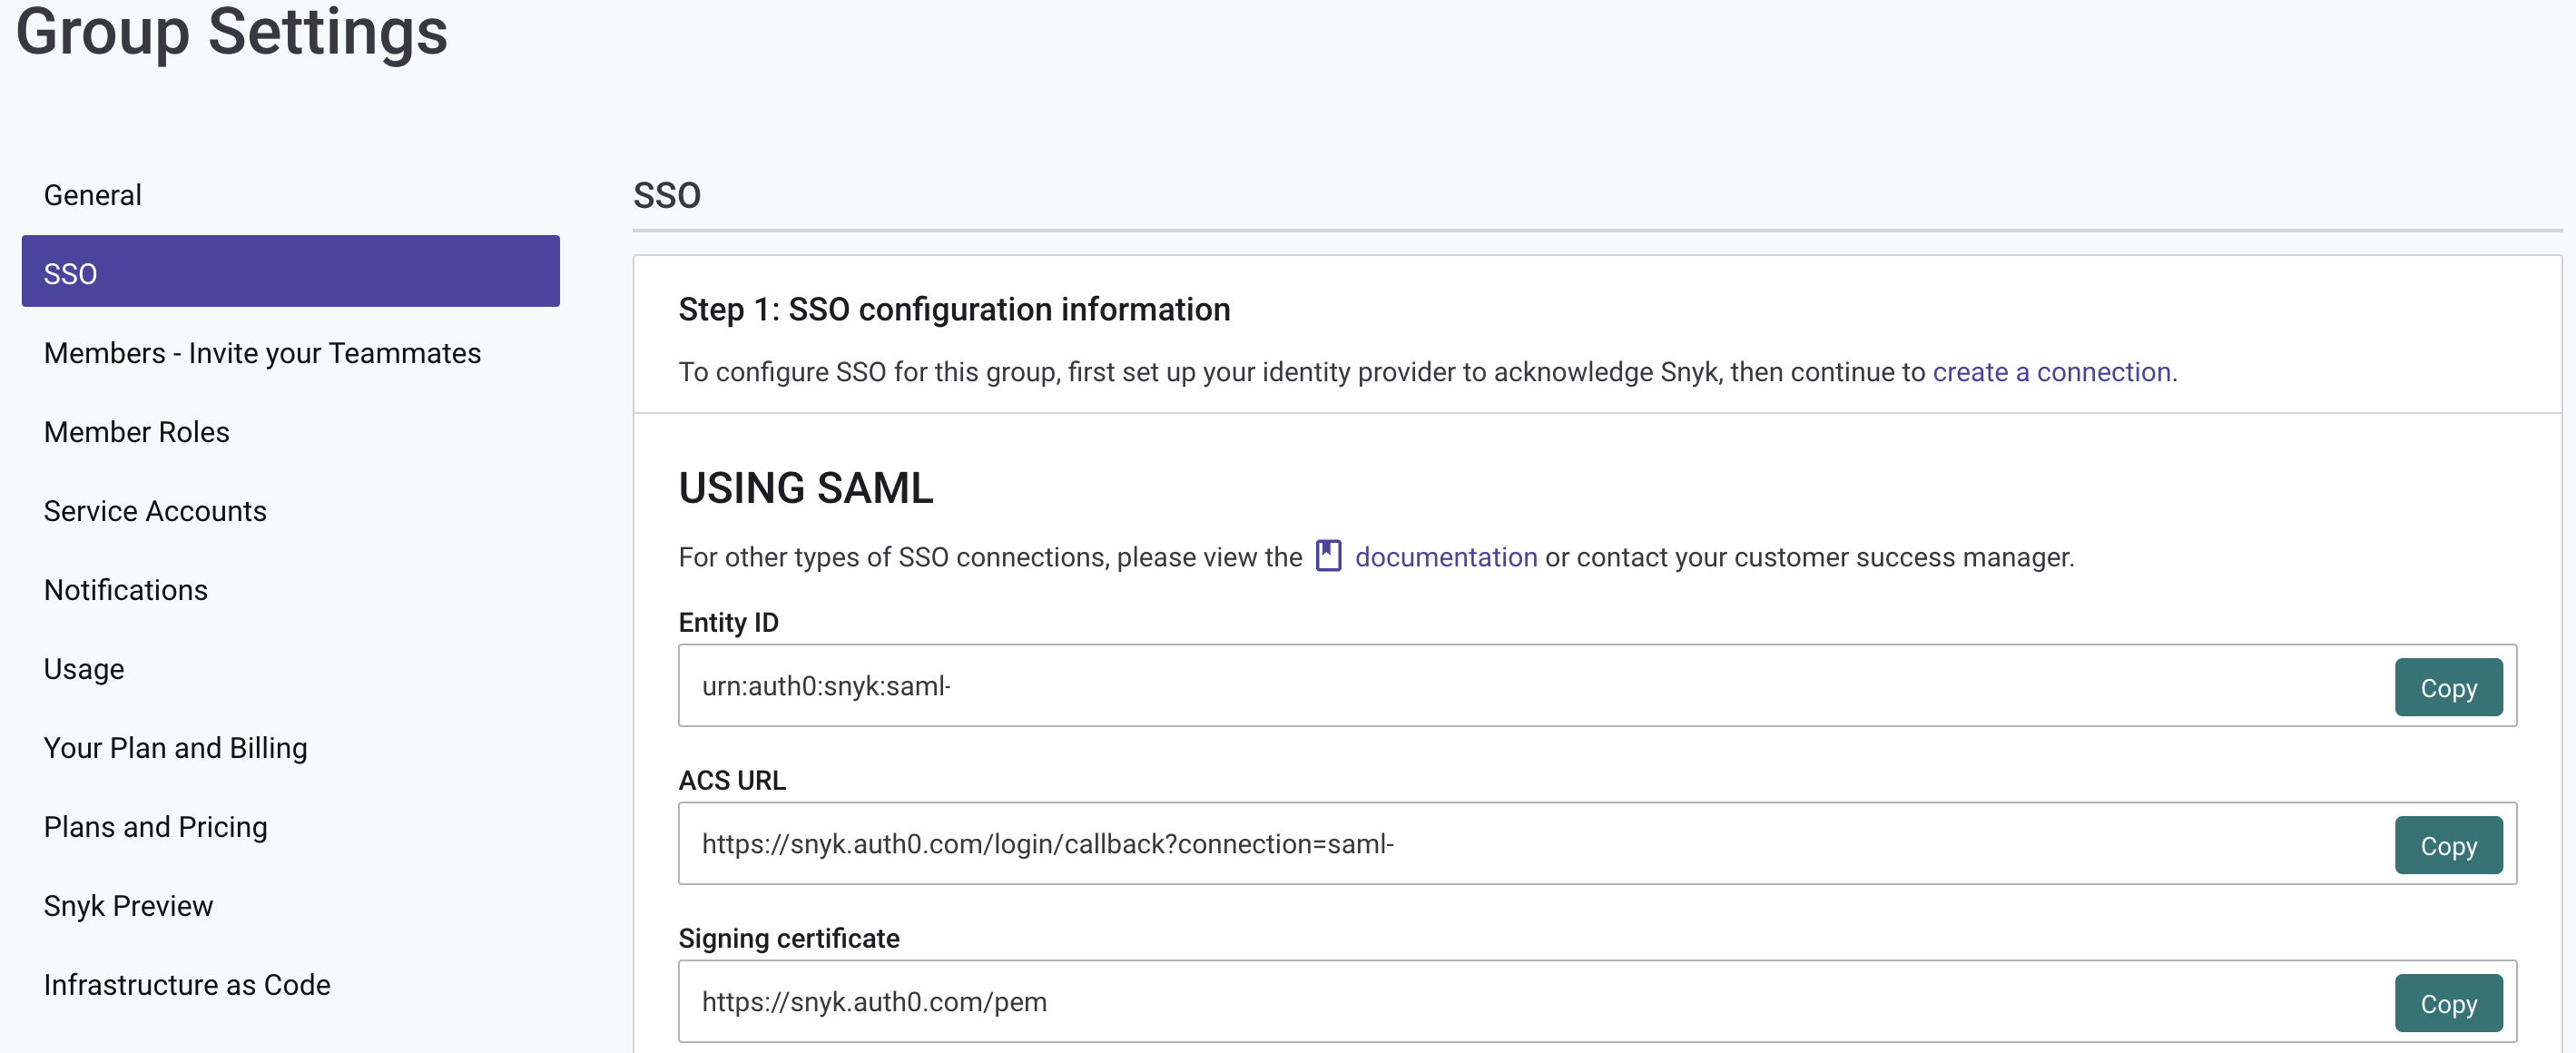 Group Settings
General
SSO
Members - Invite your Teammates
Member Roles
Service Accounts
Notifications
Usage
Your Plan and Billing
Plans and Pricing
Snyk Preview
Infrastructure as Code
SSO
Step 1: SSO configuration information
To configure SSO for this group, first set up your identity provider to acknowledge Snyk, then continue to create a connection.
USING SAML
For other types of SSO connections, please view the documentation or contact your customer success manager.
Entity ID
urn:auth0:snyk:saml-
Copy
ACS URL
https://snyk.auth0.com/login/callback?connection=saml-
Copy
Signing certificate
https://snyk.auth0.com/pem
Copy